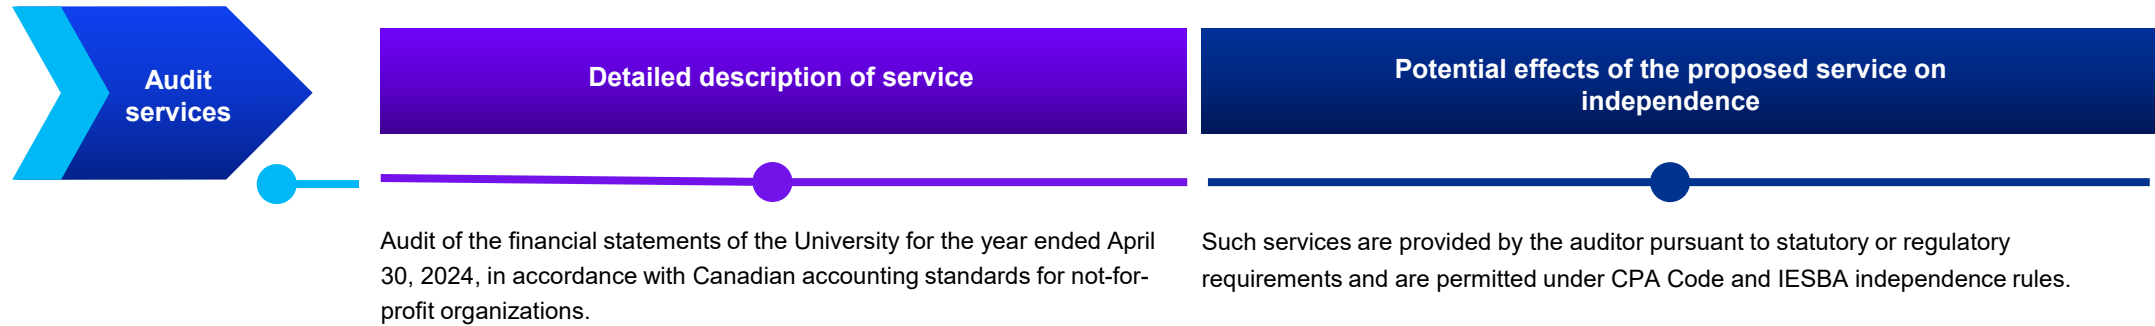 Audit
services
Detailed description of service
Potential effects of the proposed service on
independence
Audit of the financial statements of the University for the year ended April
30, 2024, in accordance with Canadian accounting standards for not-for-
profit organizations.
Such services are provided by the auditor pursuant to statutory or regulatory
requirements and are permitted under CPA Code and IESBA independence rules.